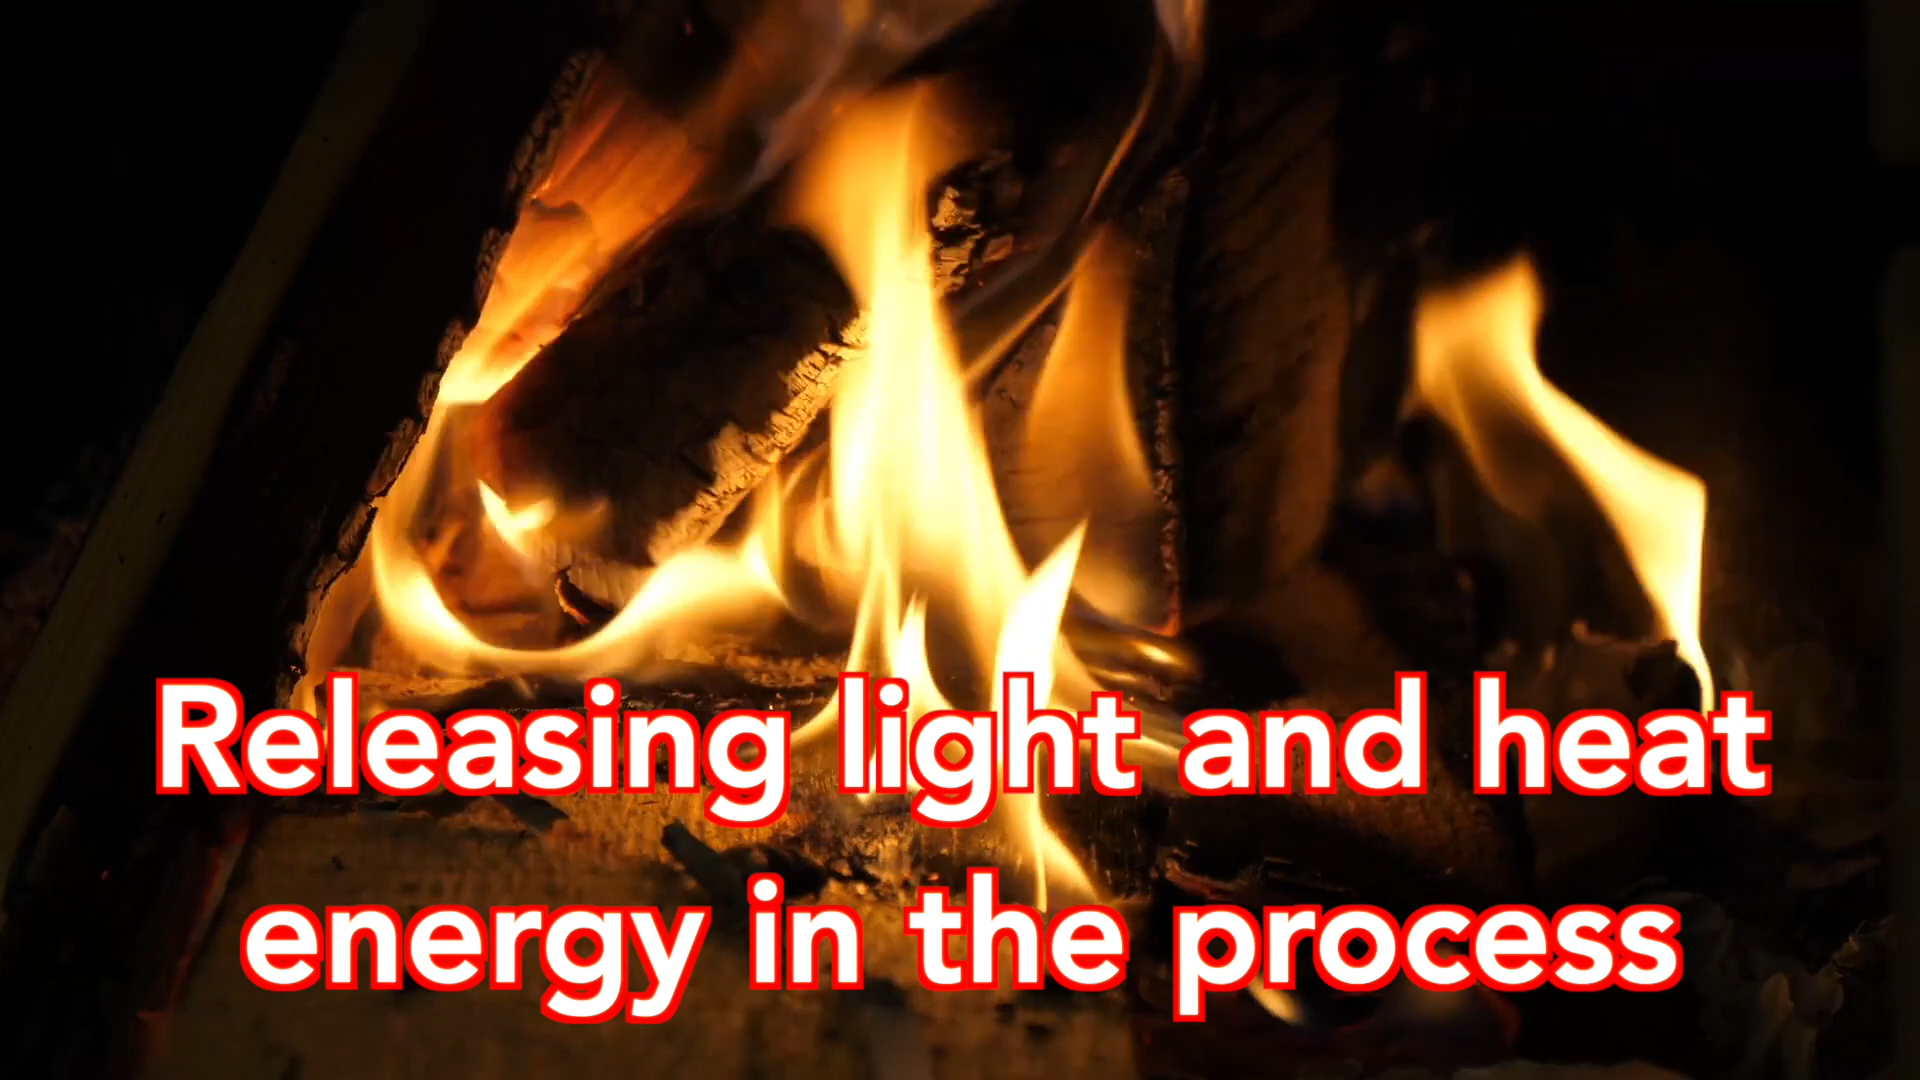 Releasing light and heat
energy in the process